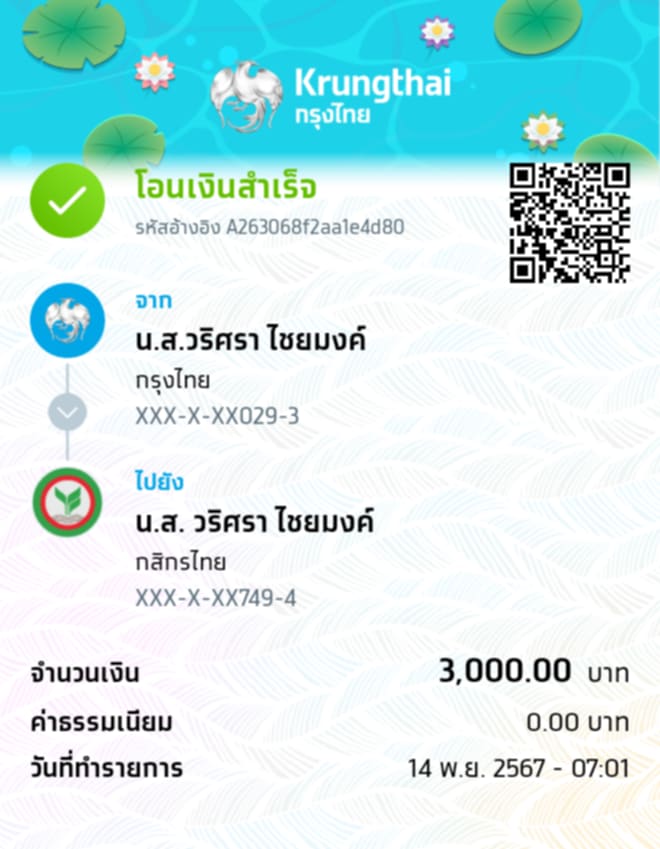 Krungthai
กรุงไทย
โอนเงินสำเร็จ
รหัสอ้างอิง A263068f2aa1e4d80
จาก
น.ส.วริศรา ไชยมงค์
กรุงไทย
XXX-X-XX029-3
ไปยัง
น.ส. วริศรา ไชยมงค์
กสิกรไทย
XXX-X-XX749-4
จำนวนเงิน 3,000.00 บาท
ค่าธรรมเนียม 0.00 บาท
วันที่ทำรายการ 14 พ.ย. 2567 - 07:01